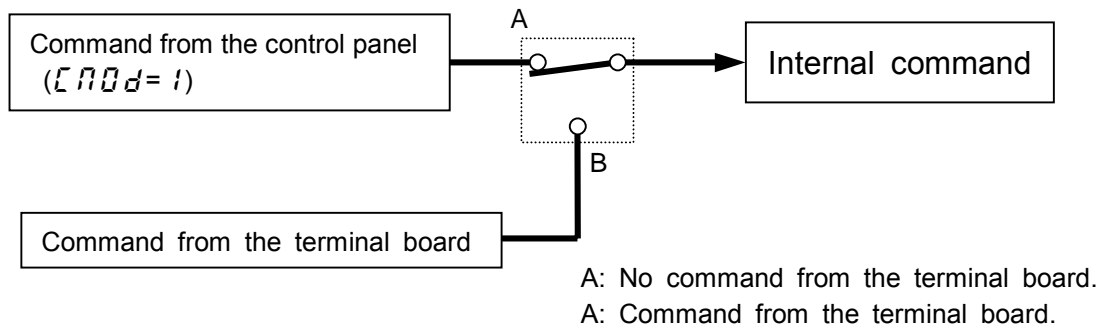 A
Command from the control panel
(CMOd=1)
Internal command
B
Command from the terminal board
A: No command from the terminal board.
A: Command from the terminal board.